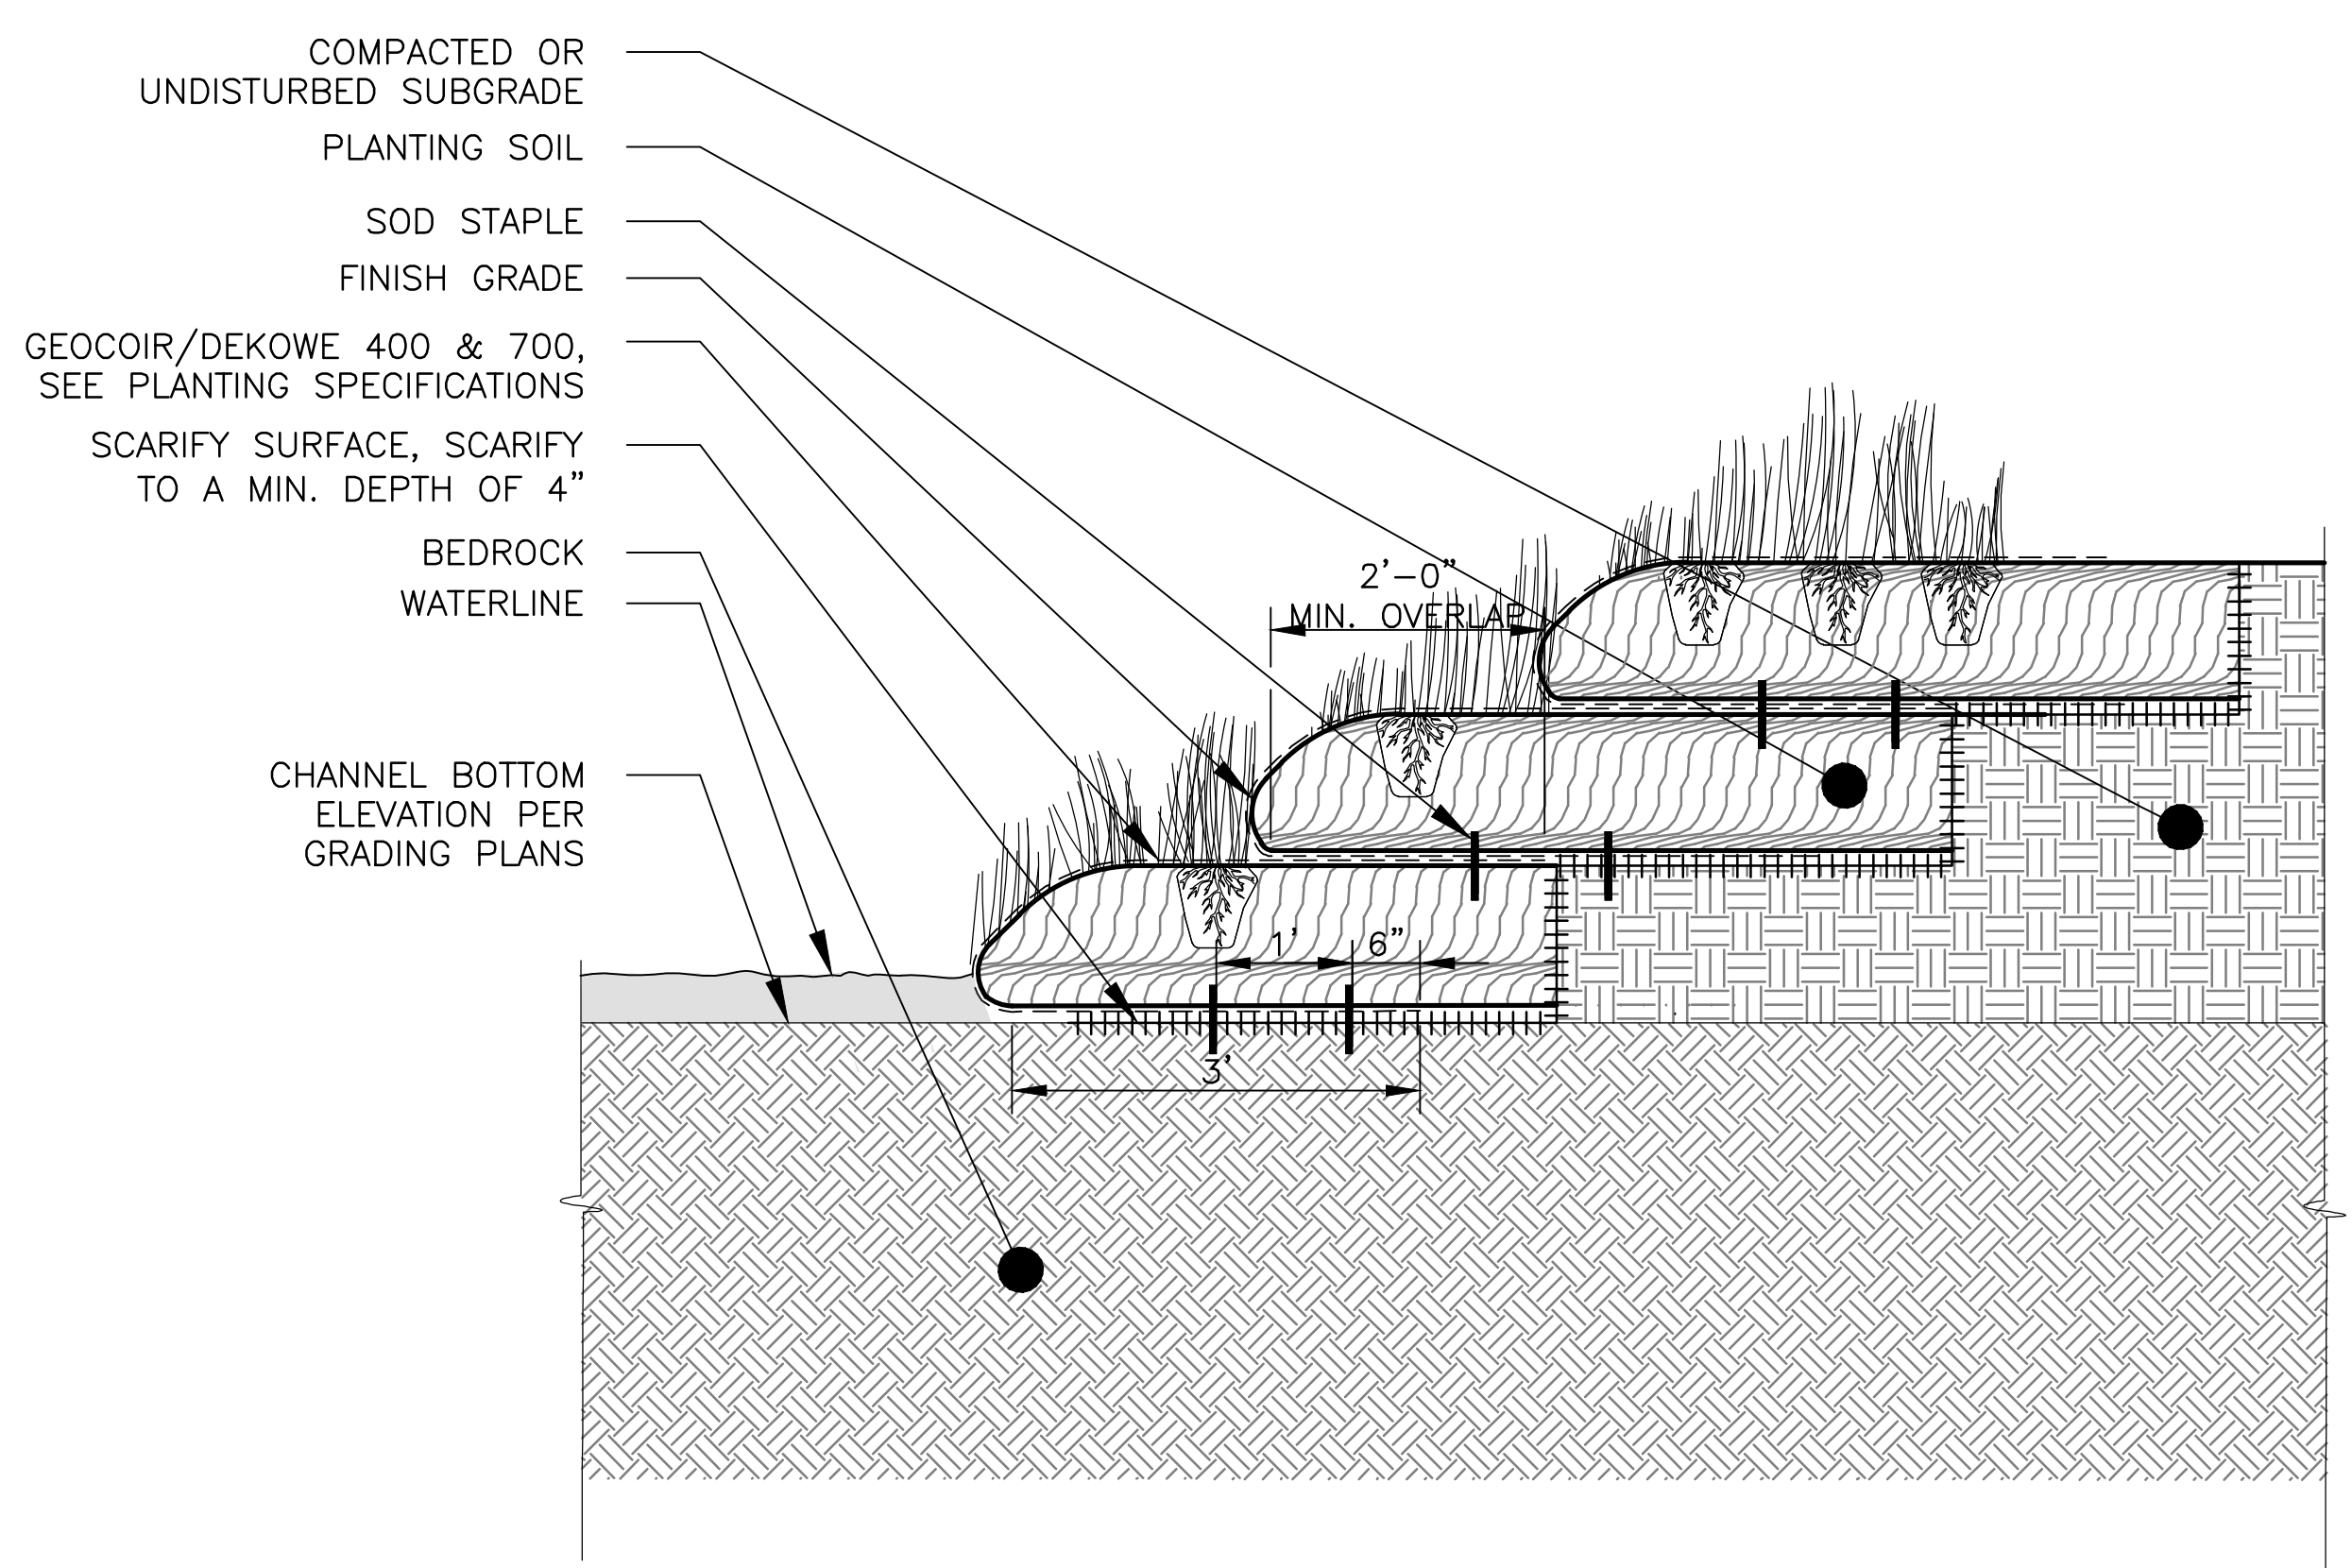 COMPACTED OR
UNDISTURBED SUBGRADE
PLANTING SOIL
SOD STAPLE
FINISH GRADE
GEOCOIR/DEKOWE 400 & 700,
SEE PLANTING SPECIFICATIONS
SCARIFY SURFACE, SCARIFY
TO A MIN. DEPTH OF 4”
BEDROCK
WATERLINE
CHANNEL BOTTOM
ELEVATION PER
GRADING PLANS
2’-0”
MIN. OVERLAP
1' 6”
3'